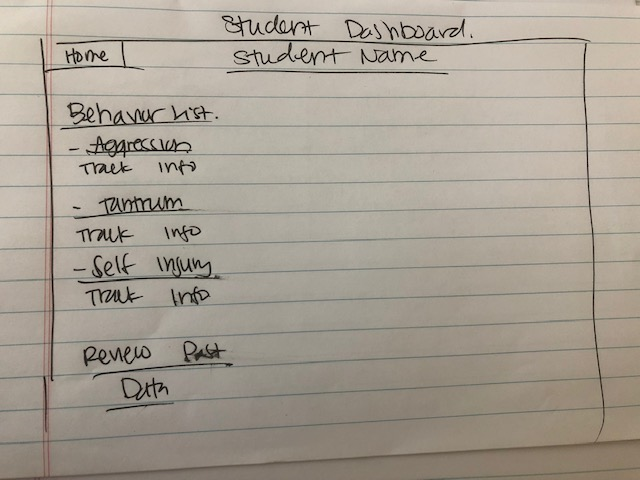 Student Dashboard.
Home Student Name
Behavior List.
- Aggression
Track Info
- Tantrum
Track Info
- Self Injury
Track Info
Review Past
Data